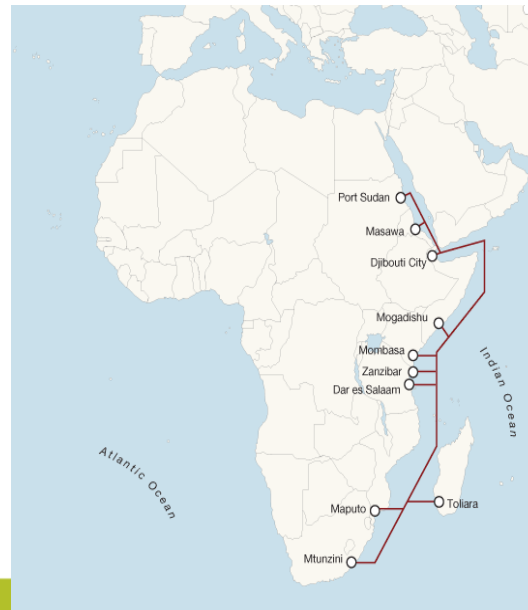 Port Sudan
Masawa
Djibouti City
Mogadishu
Mombasa
Zanzibar
Dar es Salaam
Indian Ocean
Atlantic Ocean
Maputo
Toliara
Mtunzini